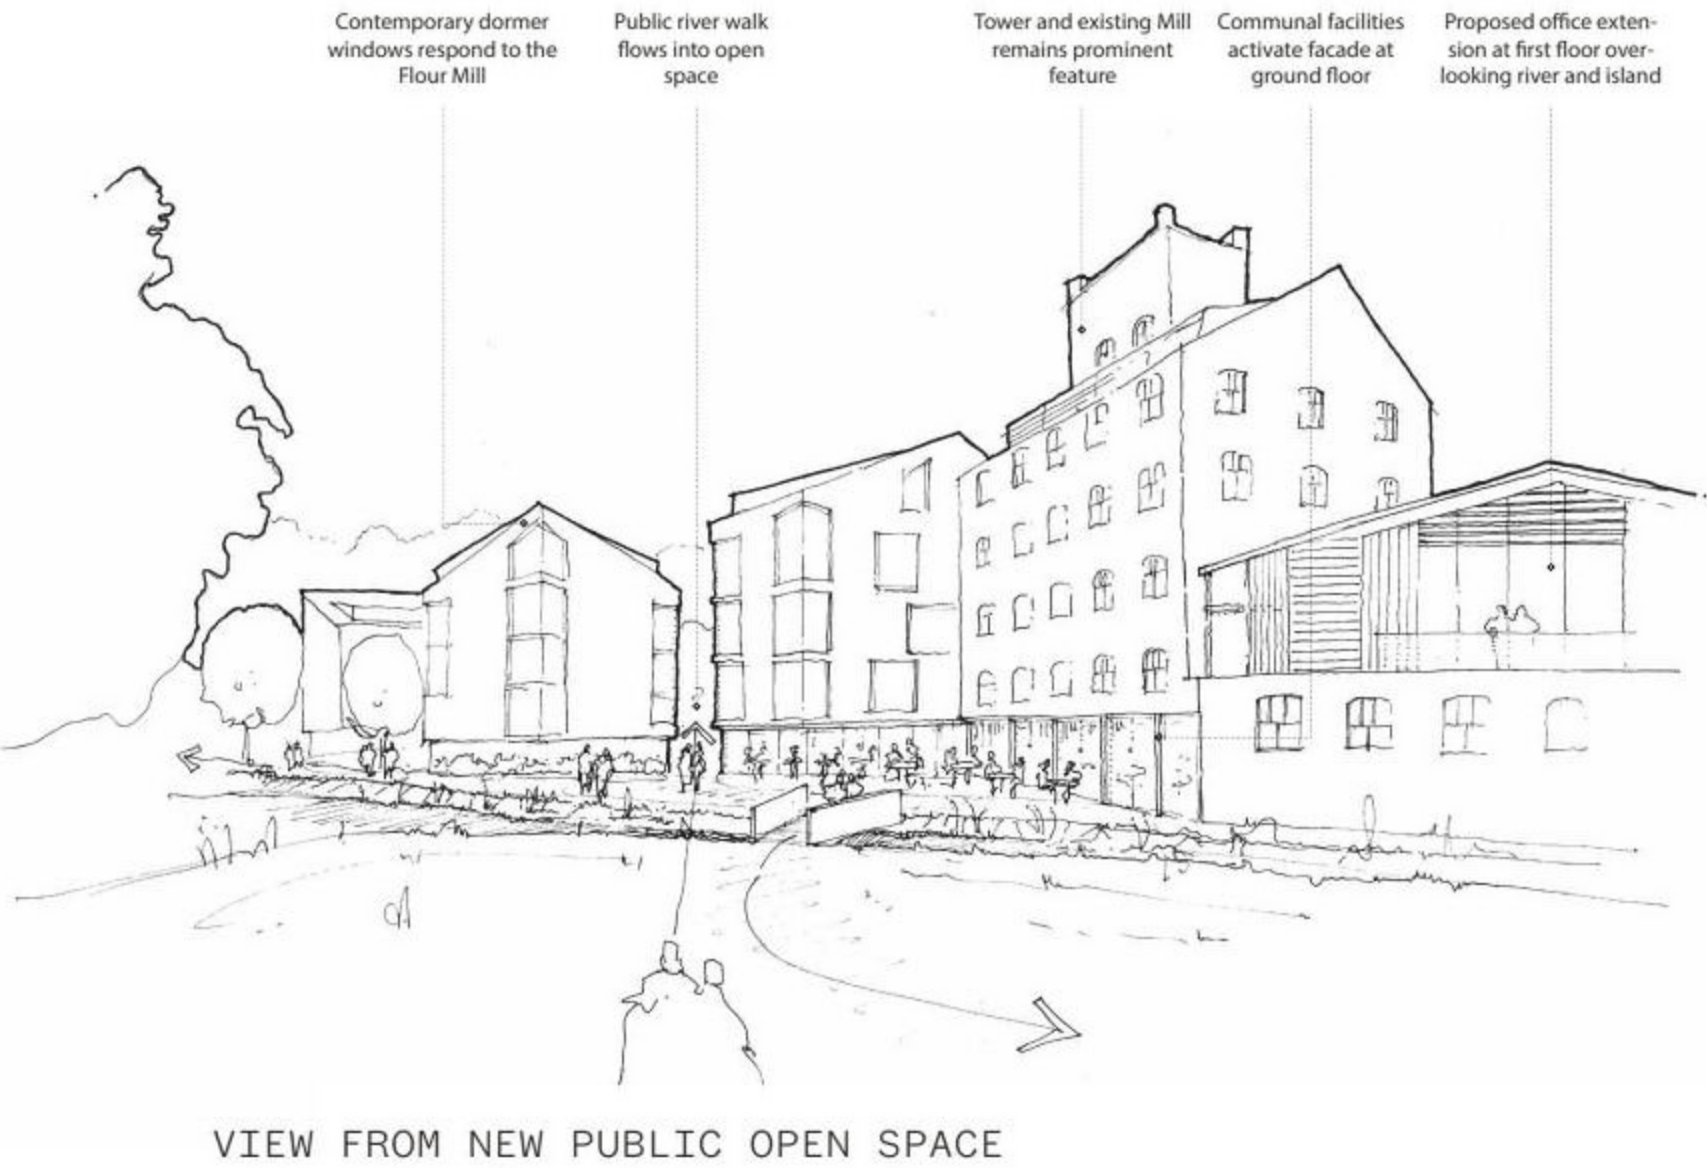 Contemporary dormer
windows respond to the
Flour Mill
Public river walk
flows into open
space
Tower and existing Mill
remains prominent
feature
Communal facilities
activate facade at
ground floor
Proposed office exten-
sion at first floor over-
looking river and island
VIEW FROM NEW PUBLIC OPEN SPACE